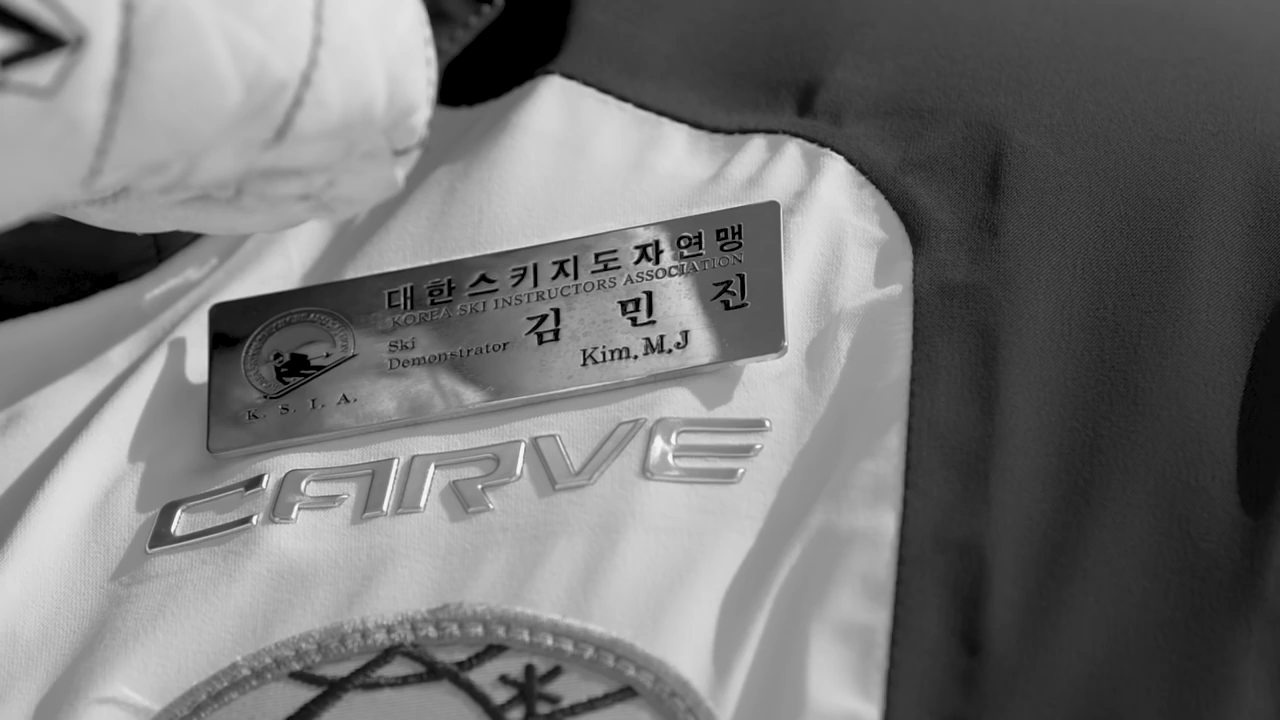 대한스키지도자연맹
KOREA SKI INSTRUCTORS ASSOCIATION
Ski
Demonstrator
김 민 진
Kim.M.J
K. S. I. A.
CARVE